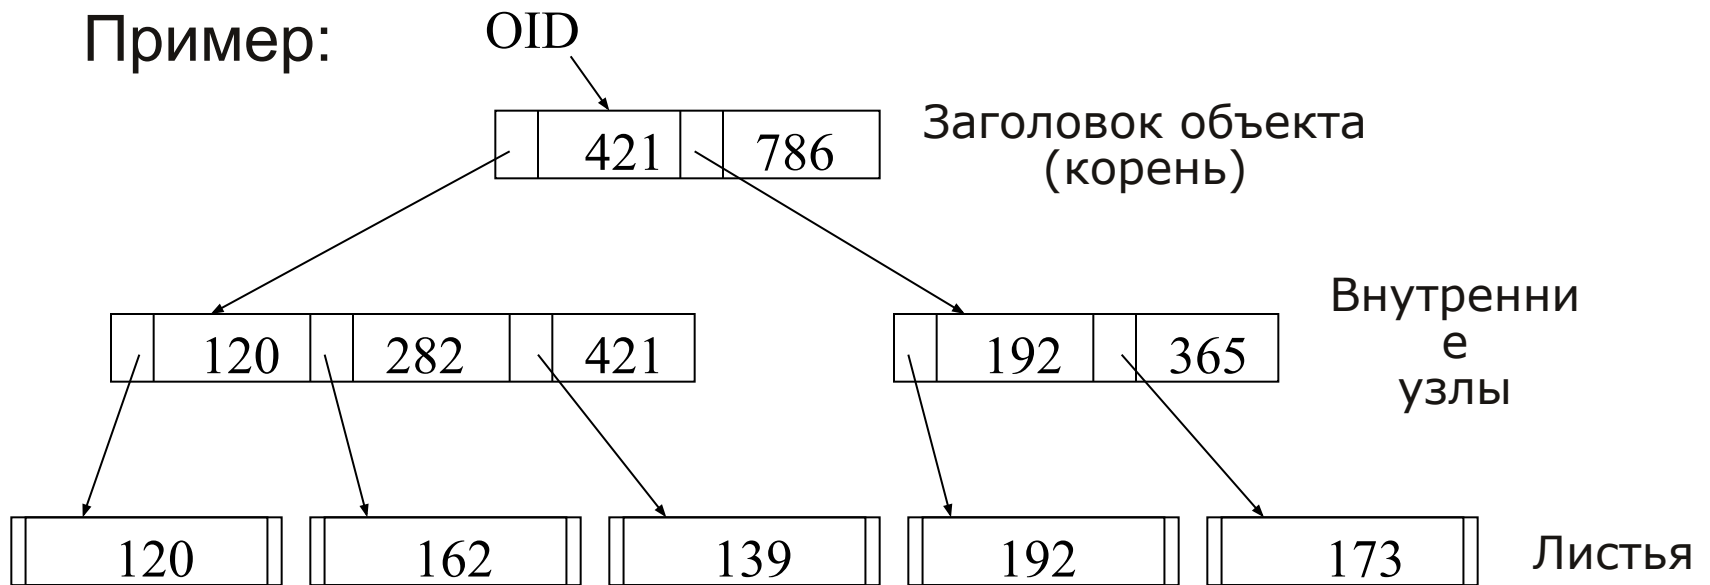 Пример:
OID
421 786
Заголовок объекта
(корень)
120 282 421
192 365
Внутренни
е
узлы
120 162 139 192 173
Листья